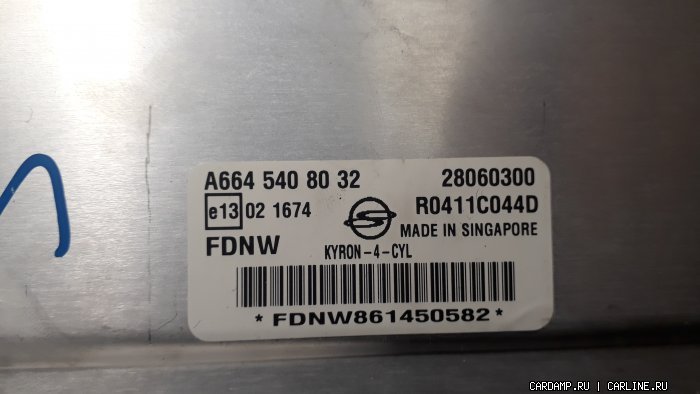 A664 540 80 32 28060300
e13 02 1674 R0411C044D
MADE IN SINGAPORE
FDNW KYRON-4-CYL
* FDNW861450582 *
CARDAMP.RU | CARLINE.RU